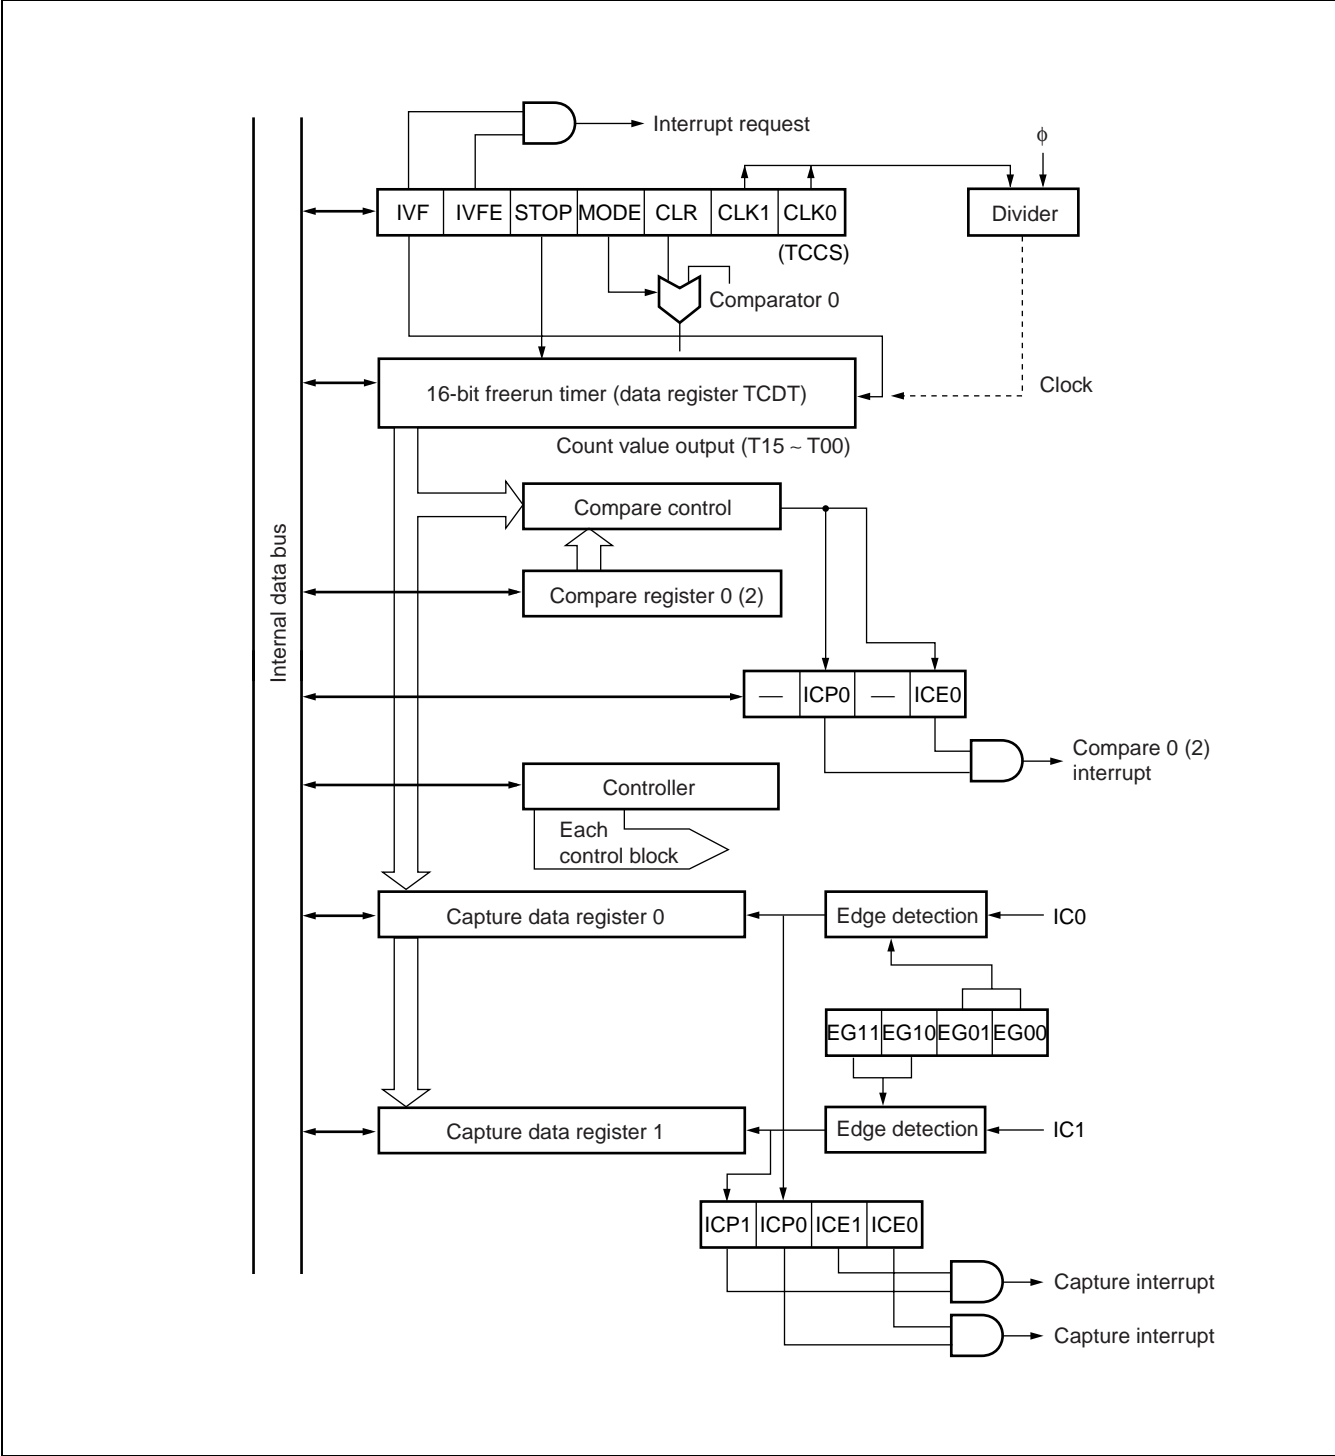 Interrupt request
ϕ
IVF IVFE STOP MODE CLR CLK1 CLK0
Divider
(TCCS)
Comparator 0
16-bit freerun timer (data register TCDT)
Clock
Count value output (T15 ~ T00)
Compare control
Internal data bus
Compare register 0 (2)
— ICP0 — ICE0
Compare 0 (2)
interrupt
Controller
Each
control block
Capture data register 0
Edge detection
IC0
EG11 EG10 EG01 EG00
Capture data register 1
Edge detection
IC1
ICP1 ICP0 ICE1 ICE0
Capture interrupt
Capture interrupt